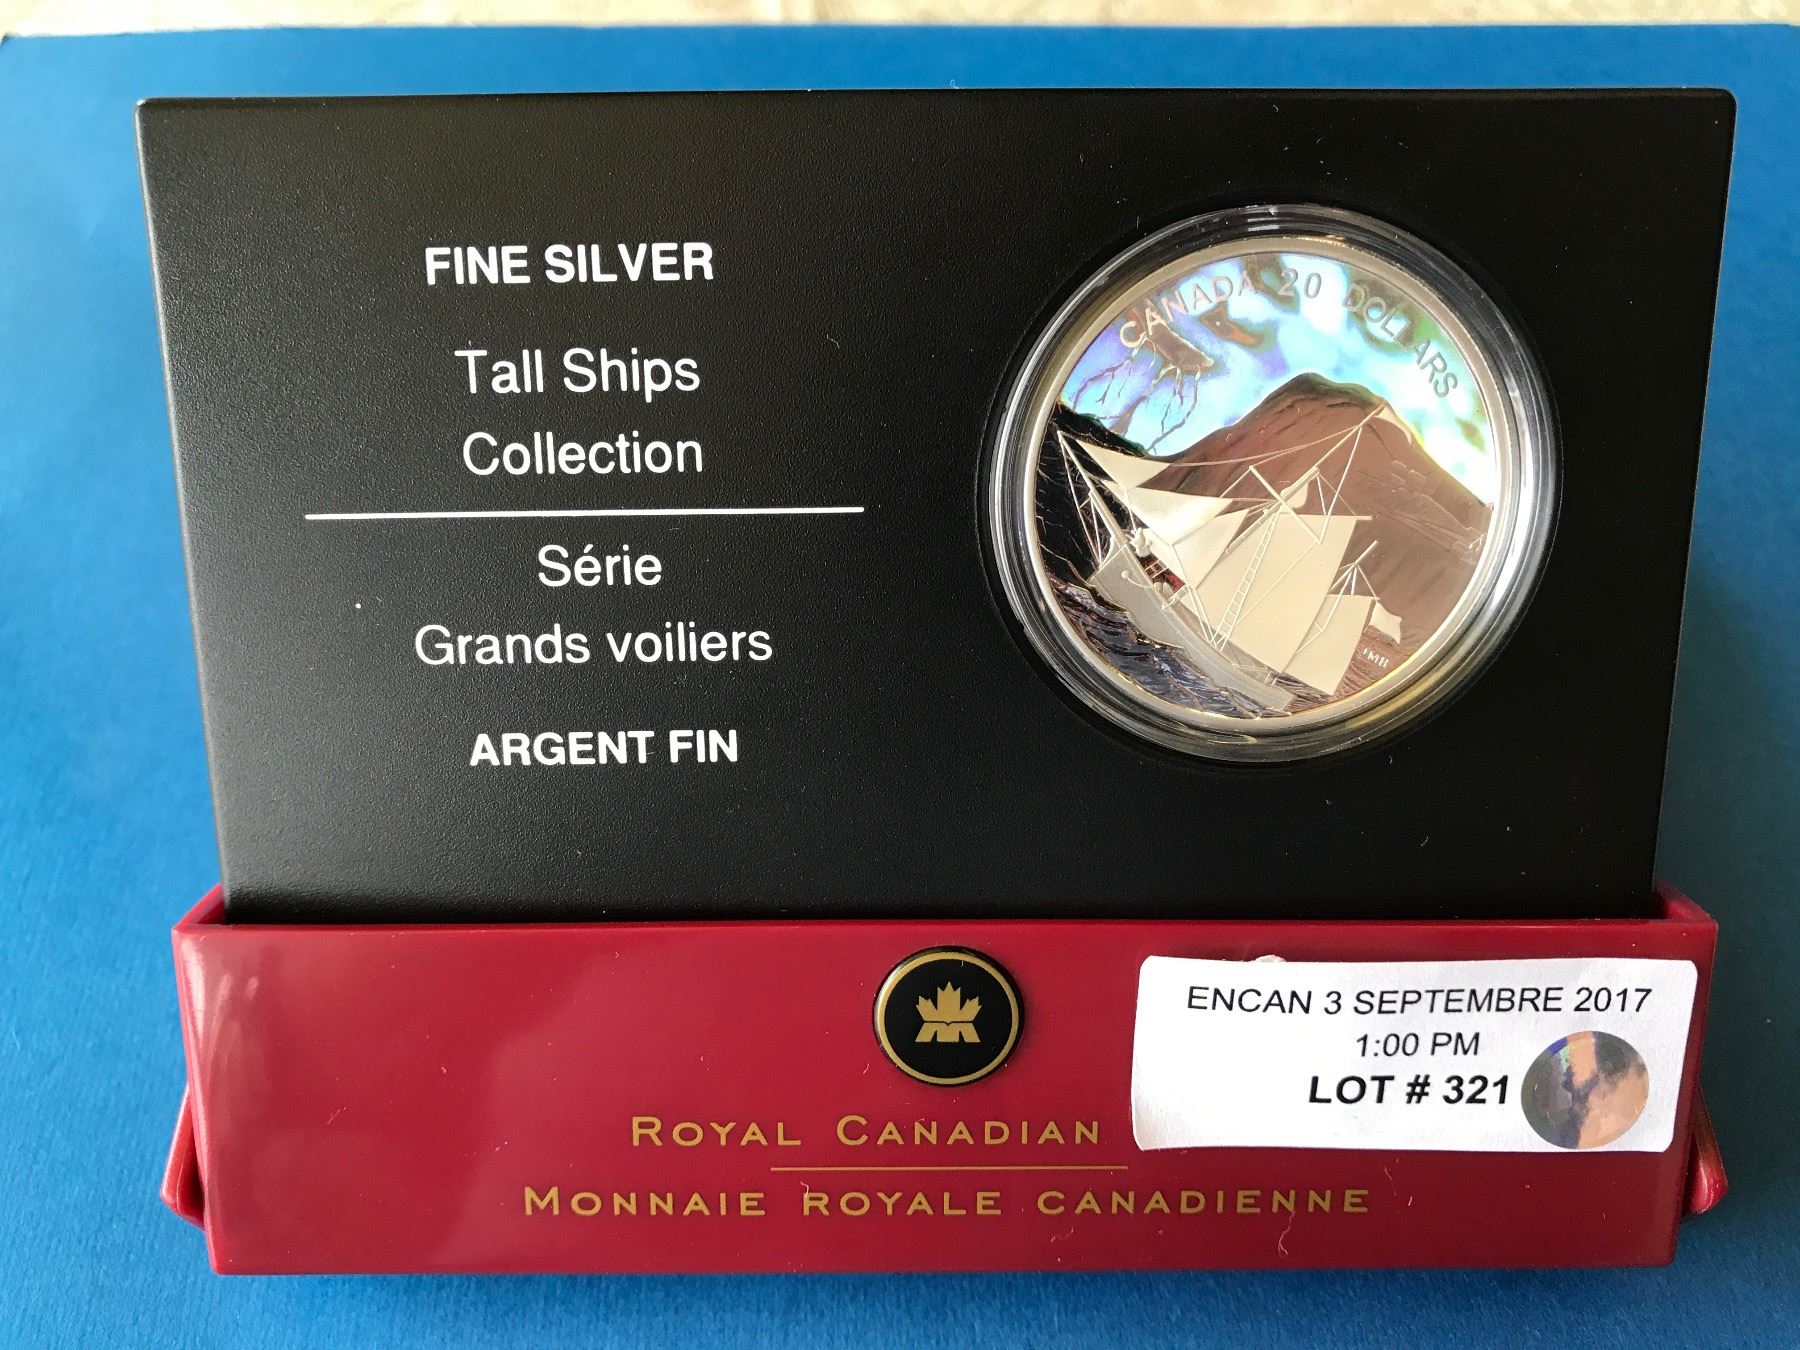 FINE SILVER
Tall Ships
Collection
Série
Grands voiliers
ARGENT FIN
CANADA 20 DOLLARS
ENCAN 3 SEPTEMBRE 2017
1:00 PM
LOT # 321
ROYAL CANADIAN
MONNAIE ROYALE CANADIENNE